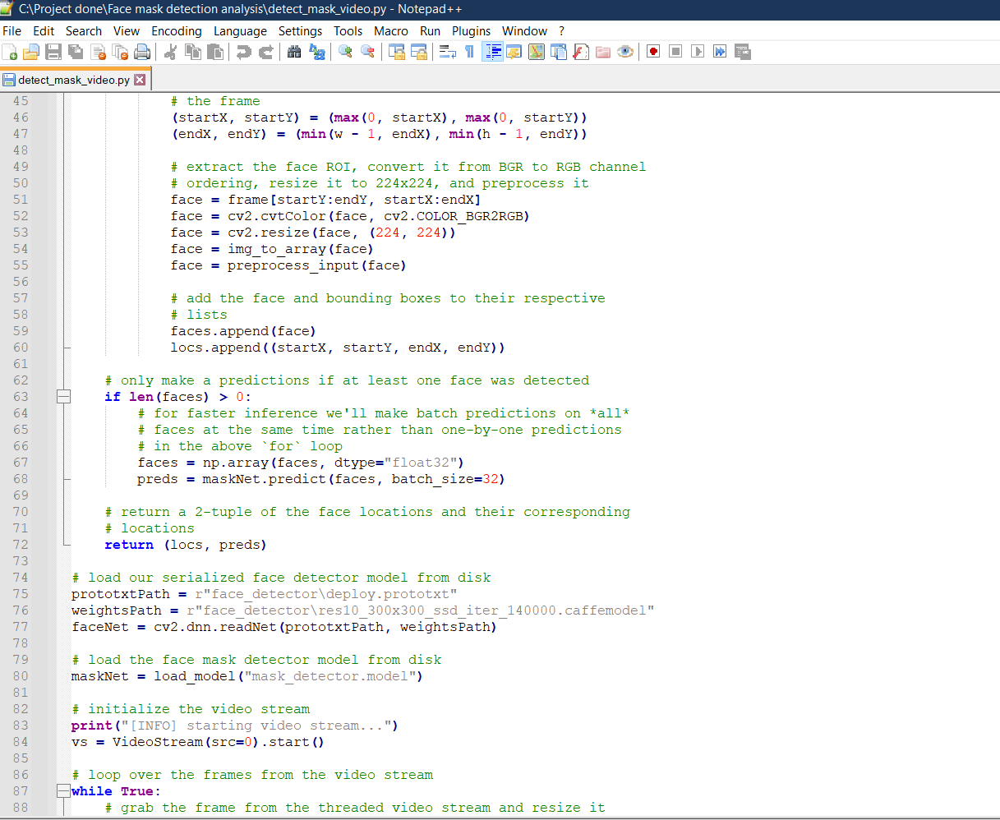 C:\Project done\Face mask detection analysis\detect_mask_video.py - Notepad++
File Edit Search View Encoding Language Settings Tools Macro Run Plugins Window ?
detect_mask_video.py
45 # the frame
46 (startX, startY) = (max(0, startX), max(0, startY))
47 (endX, endY) = (min(w - 1, endX), min(h - 1, endY))
48
49 # extract the face ROI, convert it from BGR to RGB channel
50 # ordering, resize it to 224x224, and preprocess it
51 face = frame[startY:endY, startX:endX]
52 face = cv2.cvtColor(face, cv2.COLOR_BGR2RGB)
53 face = cv2.resize(face, (224, 224))
54 face = img_to_array(face)
55 face = preprocess_input(face)
56
57 # add the face and bounding boxes to their respective
58 # lists
59 faces.append(face)
60 locs.append((startX, startY, endX, endY))
61
62 # only make a predictions if at least one face was detected
63 if len(faces) > 0:
64 # for faster inference we'll make batch predictions on *all*
65 # faces at the same time rather than one-by-one predictions
66 # in the above `for` loop
67 faces = np.array(faces, dtype="float32")
68 preds = maskNet.predict(faces, batch_size=32)
69
70 # return a 2-tuple of the face locations and their corresponding
71 # locations
72 return (locs, preds)
73
74 # load our serialized face detector model from disk
75 prototxtPath = r"face_detector\deploy.prototxt"
76 weightsPath = r"face_detector\res10_300x300_ssd_iter_140000.caffemodel"
77 faceNet = cv2.dnn.readNet(prototxtPath, weightsPath)
78
79 # load the face mask detector model from disk
80 maskNet = load_model("mask_detector.model")
81
82 # initialize the video stream
83 print("[INFO] starting video stream...")
84 vs = VideoStream(src=0).start()
85
86 # loop over the frames from the video stream
87 while True:
88 # grab the frame from the threaded video stream and resize it